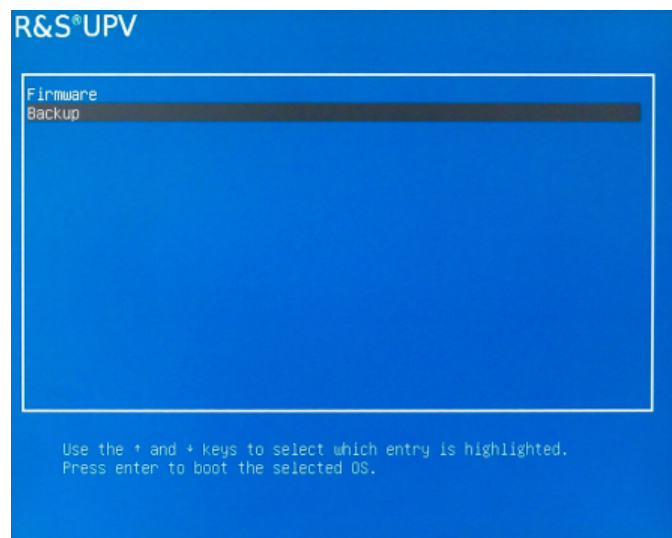 R&S®UPV
Firmware
Backup
Use the ↑ and ↓ keys to select which entry is highlighted.
Press enter to boot the selected OS.